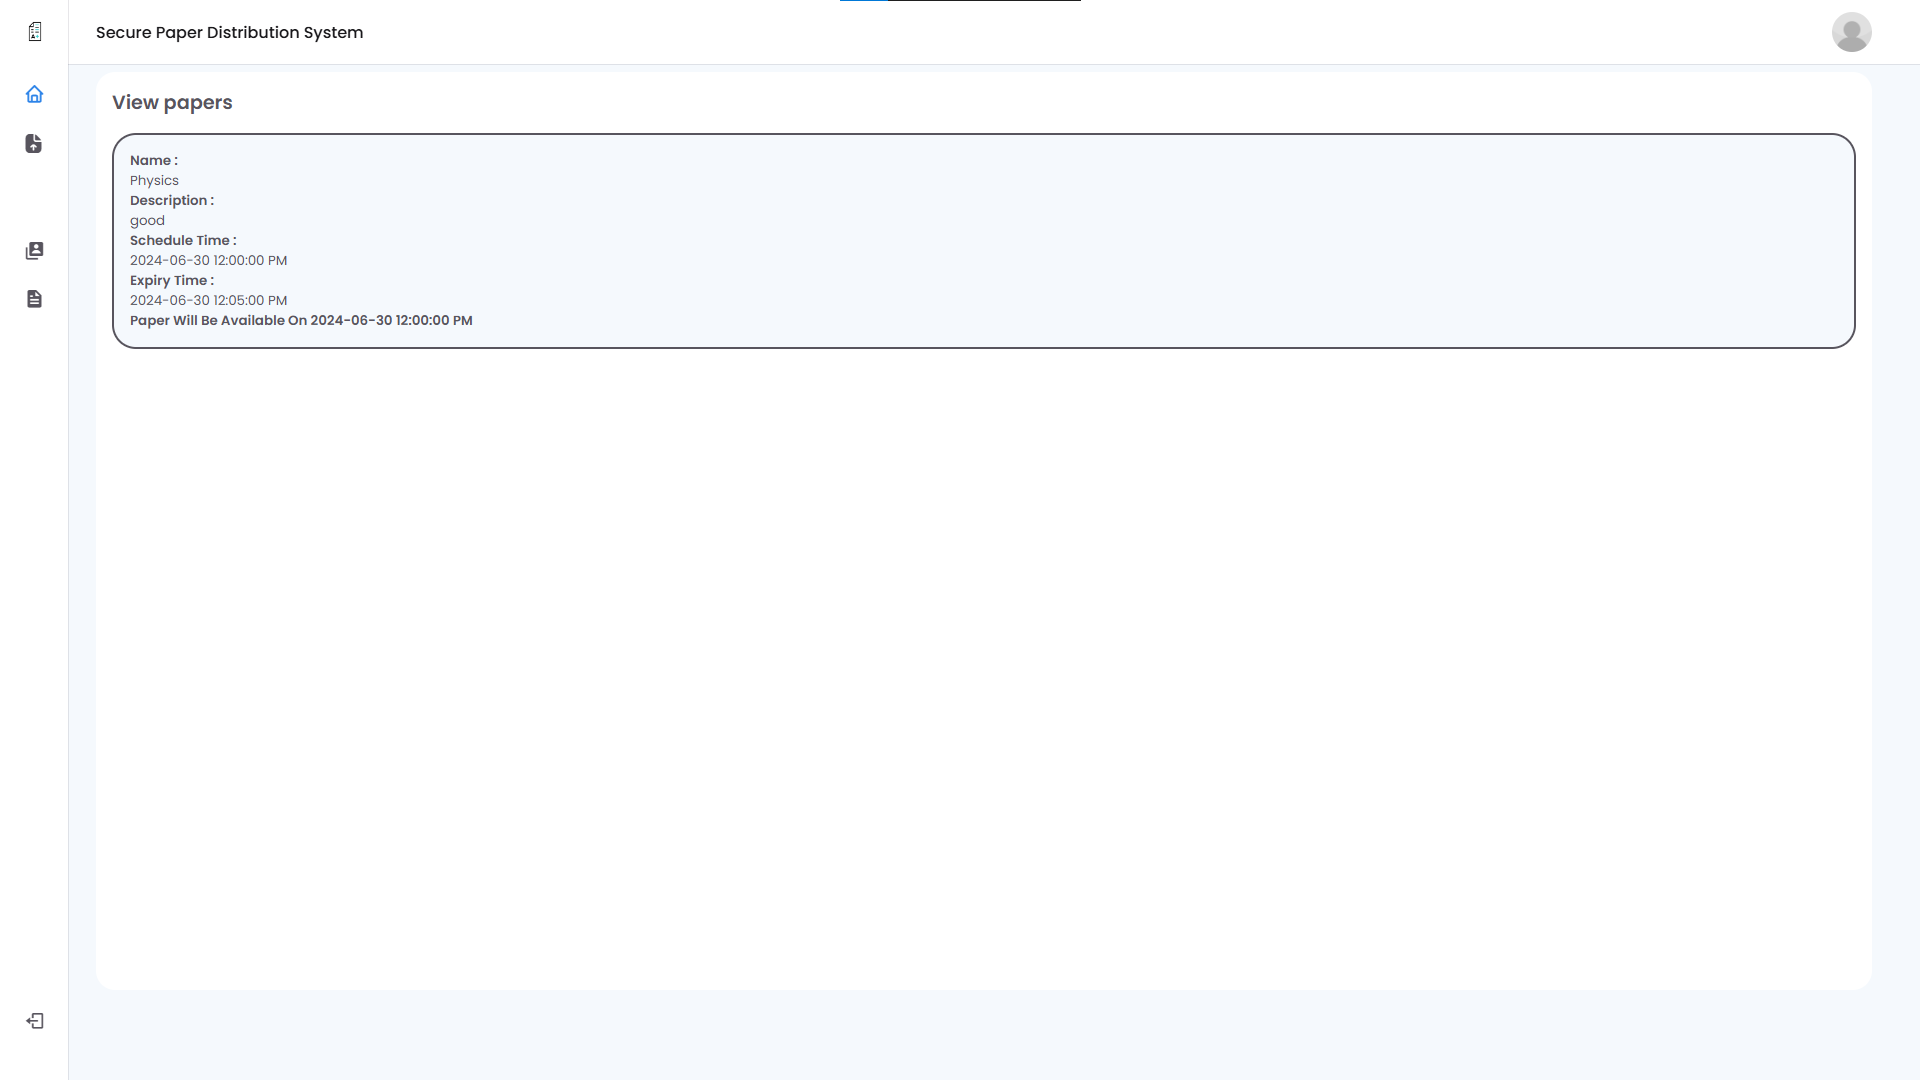 Secure Paper Distribution System
View papers
Name :
Physics
Description :
good
Schedule Time :
2024-06-30 12:00:00 PM
Expiry Time :
2024-06-30 12:05:00 PM
Paper Will Be Available On 2024-06-30 12:00:00 PM